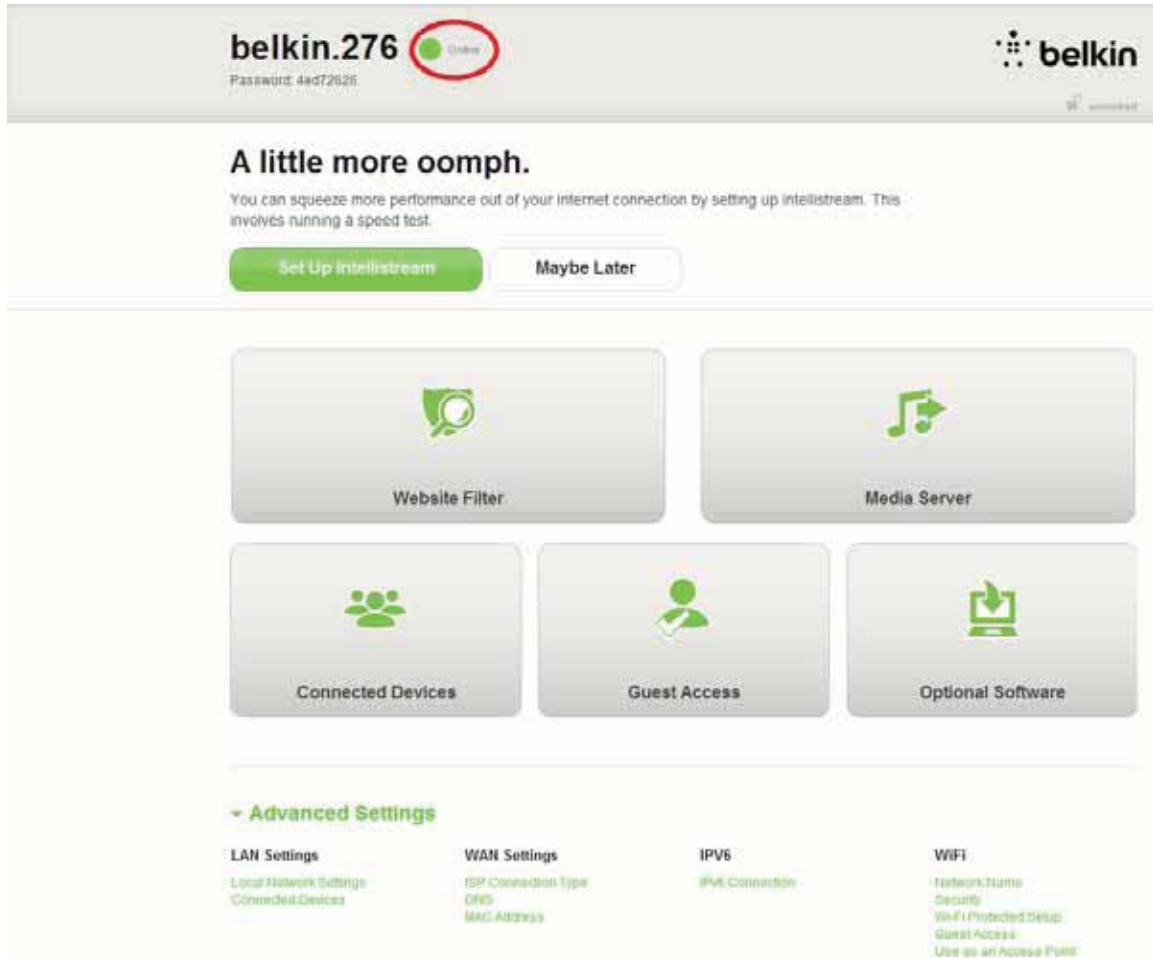 belkin.276 Online
belkin
Password: 4ed72626
A little more oomph.
You can squeeze more performance out of your internet connection by setting up intellistream. This
involves running a speed test.
Set Up Intellistream
Maybe Later
Website Filter
Media Server
Connected Devices
Guest Access
Optional Software
Advanced Settings
LAN Settings
Local Network Settings
Connected Devices
WAN Settings
ISP Connection Type
DNS
MAC Address
IPV6
IPv6 Connection
WiFi
Network Name
Security
Wi-Fi Protected Setup
Guest Access
Use as an Access Point